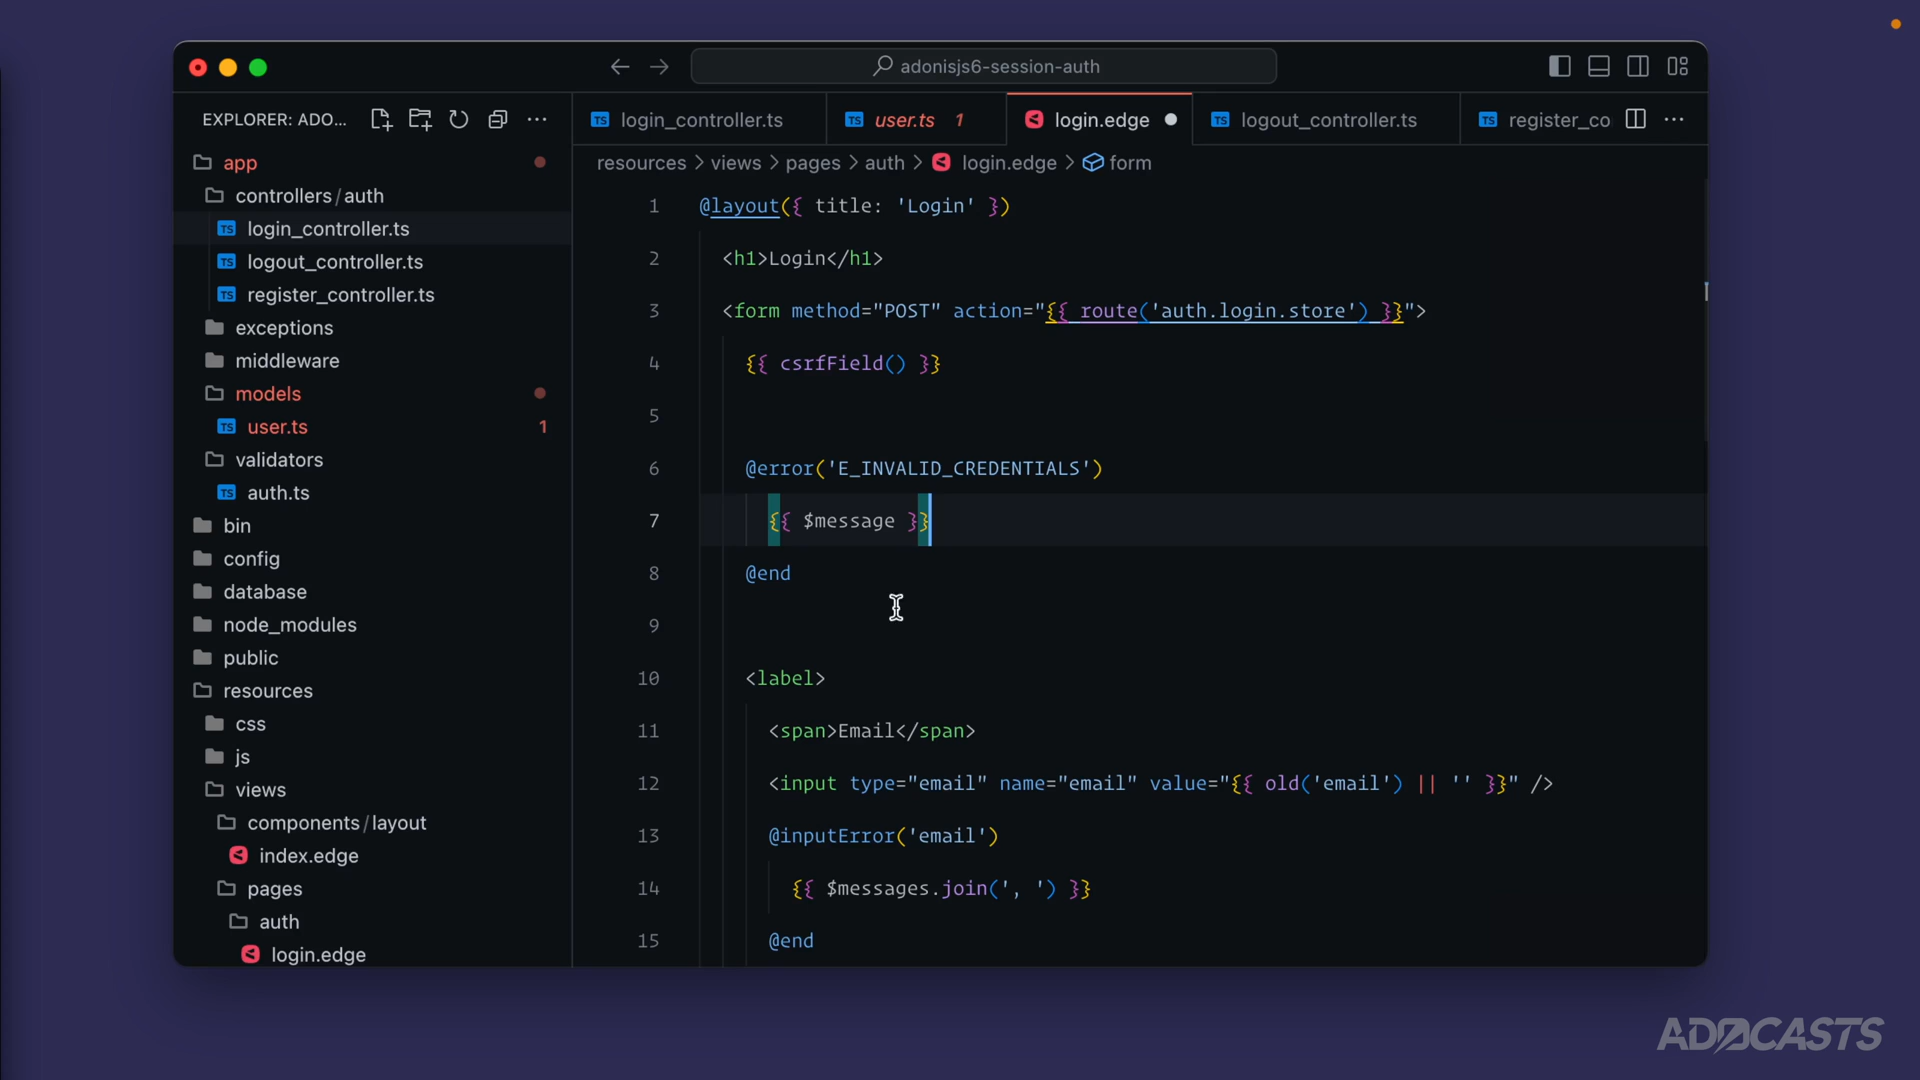 adonisjs6-session-auth
EXPLORER: ADO...
login_controller.ts
user.ts 1
login.edge
logout_controller.ts
register_co
resources > views > pages > auth > login.edge > form
app
controllers / auth
login_controller.ts
logout_controller.ts
register_controller.ts
exceptions
middleware
models
user.ts 1
validators
auth.ts
bin
config
database
node_modules
public
resources
css
js
views
components / layout
index.edge
pages
auth
login.edge
1 @layout({ title: 'Login' })
2 <h1>Login</h1>
3 <form method="POST" action="{{ route('auth.login.store') }}">
4 {{ csrfField() }}
5
6 @error('E_INVALID_CREDENTIALS')
7 {{ $message }}
8 @end
9
10 <label>
11 <span>Email</span>
12 <input type="email" name="email" value="{{ old('email') || '' }}" />
13 @inputError('email')
14 {{ $messages.join(', ') }}
15 @end
ADOCASTS